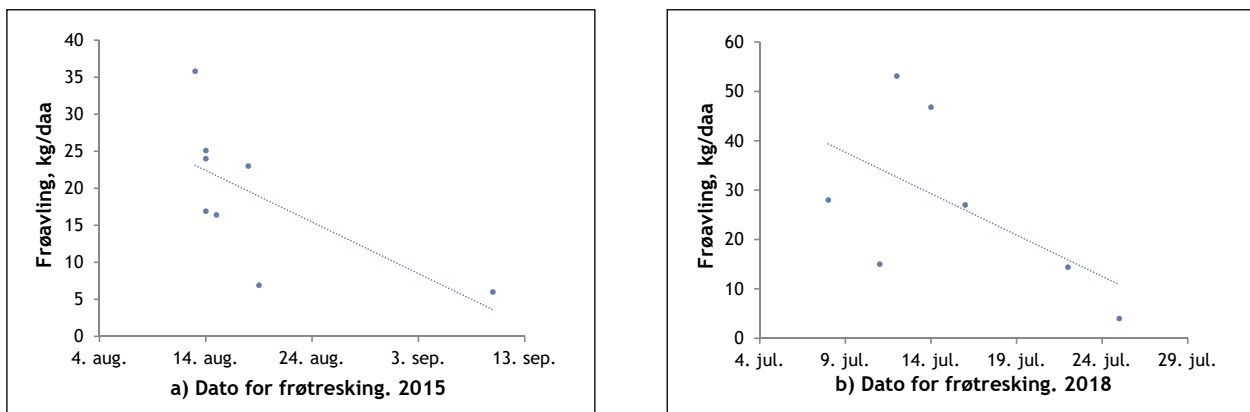 40
35
30
25
20
15
10
5
0
Frøavling, kg/daa
4. aug. 14. aug. 24. aug. 3. sep. 13. sep.
a) Dato for frøtresking. 2015
60
50
40
30
20
10
0
Frøavling, kg/daa
4. jul. 9. jul. 14. jul. 19. jul. 24. jul. 29. jul.
b) Dato for frøtresking. 2018